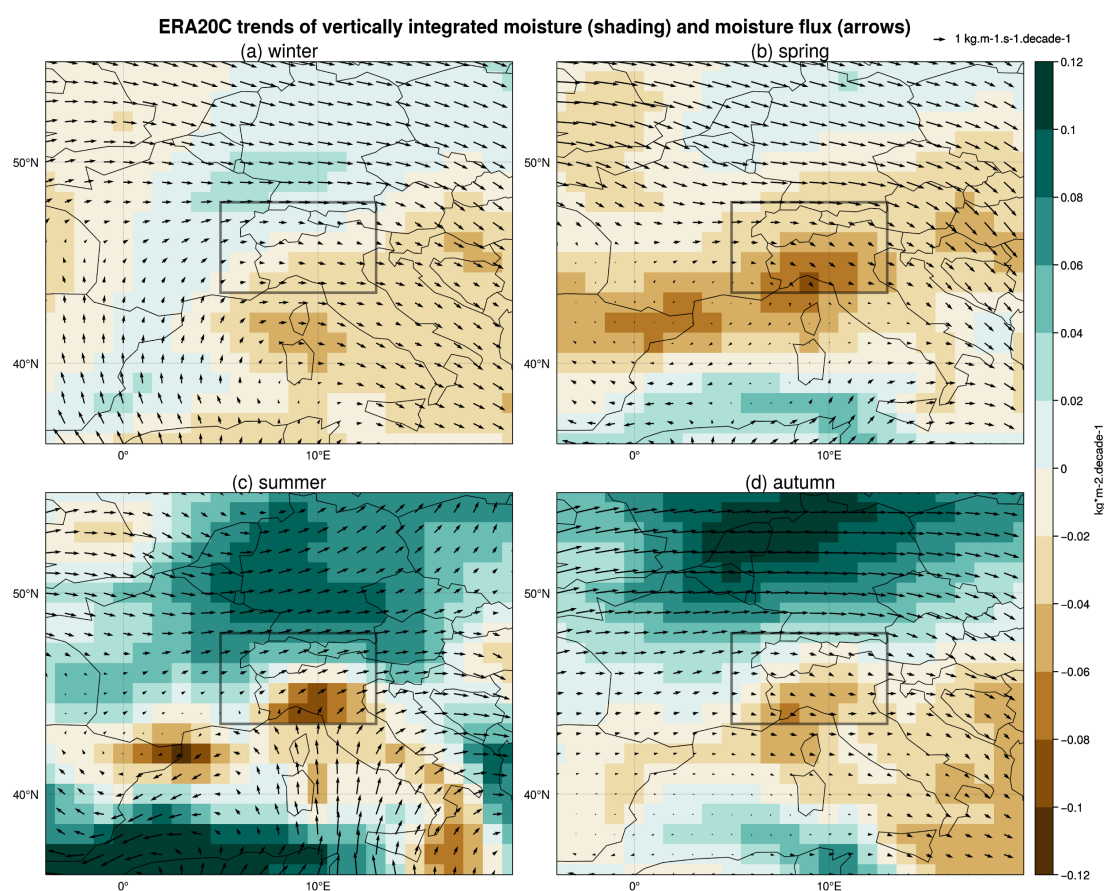 ERA20C trends of vertically integrated moisture (shading) and moisture flux (arrows)
1 kg.m-1.s-1.decade-1
(a) winter
(b) spring
50°N
40°N
0°
10°E
50°N
40°N
0°
10°E
(c) summer
(d) autumn
50°N
40°N
0°
10°E
50°N
40°N
0°
10°E
0.12
0.1
0.08
0.06
0.04
0.02
0
−0.02
−0.04
−0.06
−0.08
−0.1
−0.12
kg*m-2.decade-1